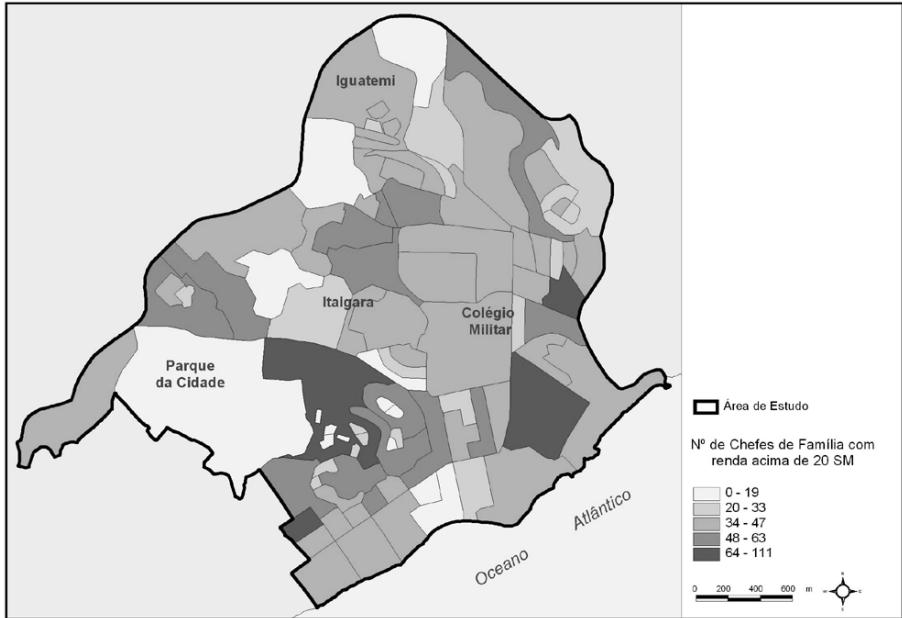 Iguatemi
Itaigara
Colégio
Militar
Parque
da Cidade
Oceano Atlântico
Área de Estudo
Nº de Chefes de Família com
renda acima de 20 SM
0 - 19
20 - 33
34 - 47
48 - 63
64 - 111
0 200 400 600 m